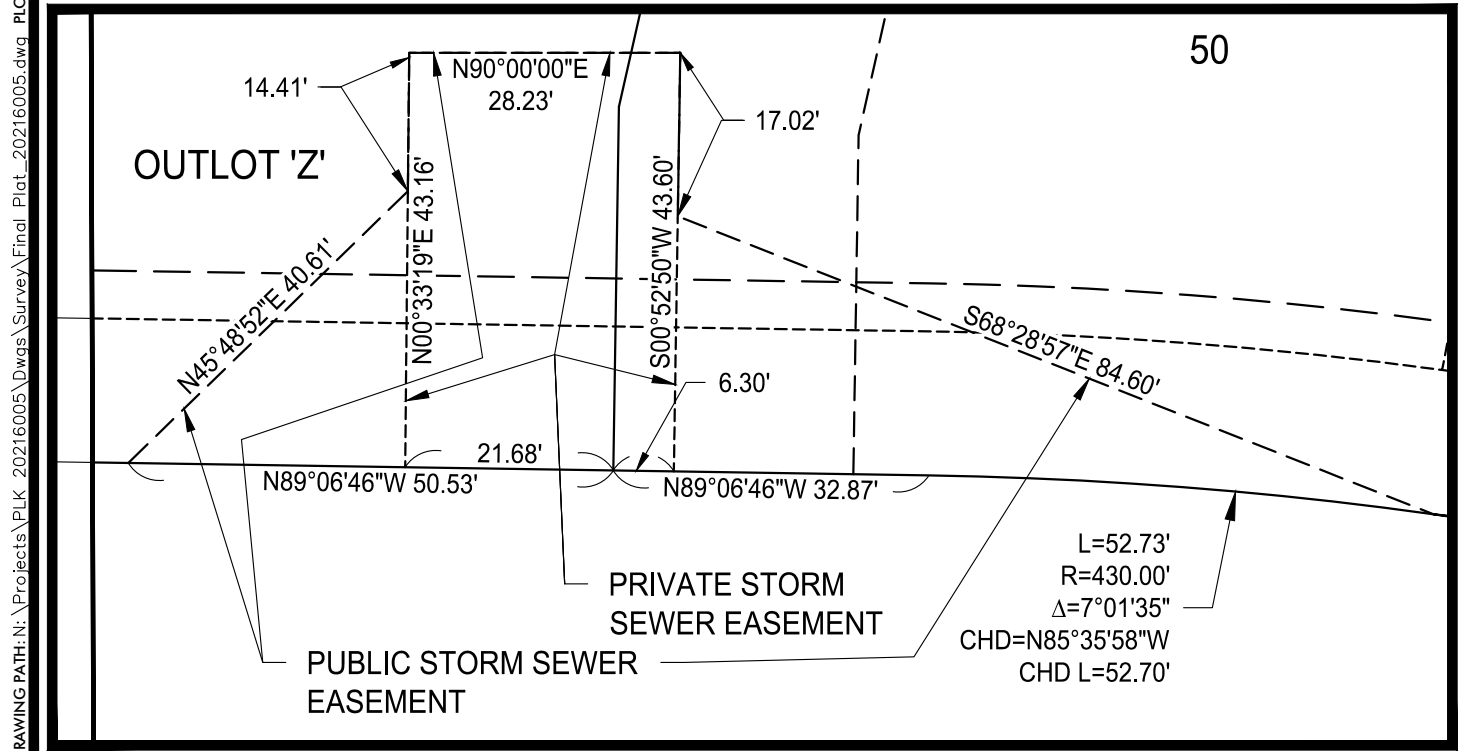 RAWING PATH: N: \Projects\PLK 20216005\Dwgs\Survey\Final Plat_20216005.dwg PLO
50
14.41'
N90°00'00"E
28.23'
17.02'
OUTLOT 'Z'
N45°48'52"E 40.61'
N00°33'19"E 43.16'
S00°52'50"W 43.60'
S68°28'57"E 84.60'
6.30'
21.68'
N89°06'46"W 50.53'
N89°06'46"W 32.87'
L=52.73'
R=430.00'
Δ=7°01'35"
CHD=N85°35'58"W
CHD L=52.70'
PRIVATE STORM
SEWER EASEMENT
PUBLIC STORM SEWER
EASEMENT